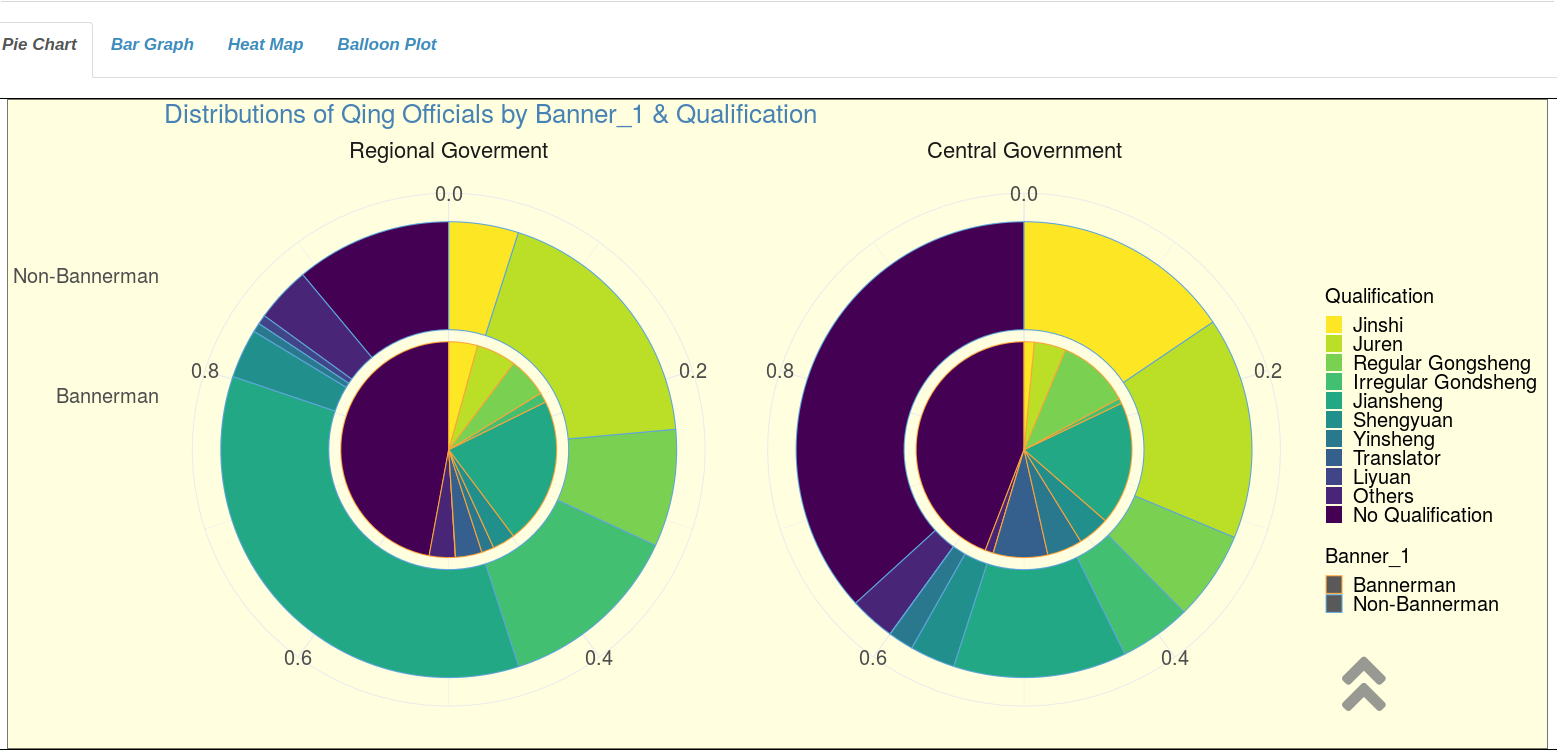 Pie Chart Bar Graph Heat Map Balloon Plot
Distributions of Qing Officials by Banner_1 & Qualification
Regional Goverment
Central Government
0.0
0.0
Non-Bannerman
Bannerman
0.8
0.2
0.8
0.2
0.6
0.4
0.6
0.4
Qualification
Jinshi
Juren
Regular Gongsheng
Irregular Gondsheng
Jiansheng
Shengyuan
Yinsheng
Translator
Liyuan
Others
No Qualification
Banner_1
Bannerman
Non-Bannerman